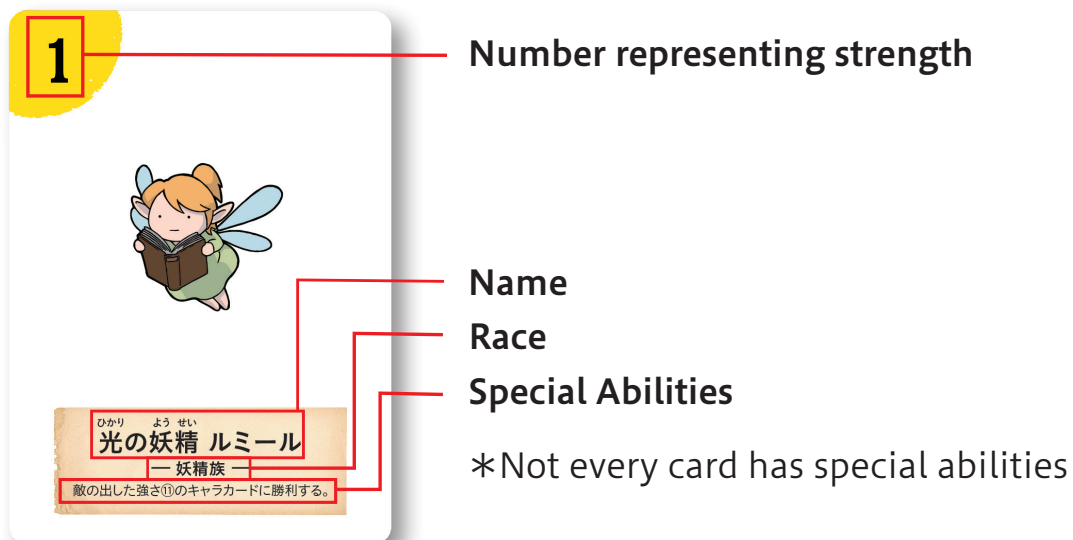 1
Number representing strength
Name
Race
Special Abilities
ひかり ようせい
光の妖精 ルミール
― 妖精族 ―
敵の出した強さ⑪のキャラカードに勝利する。
＊Not every card has special abilities